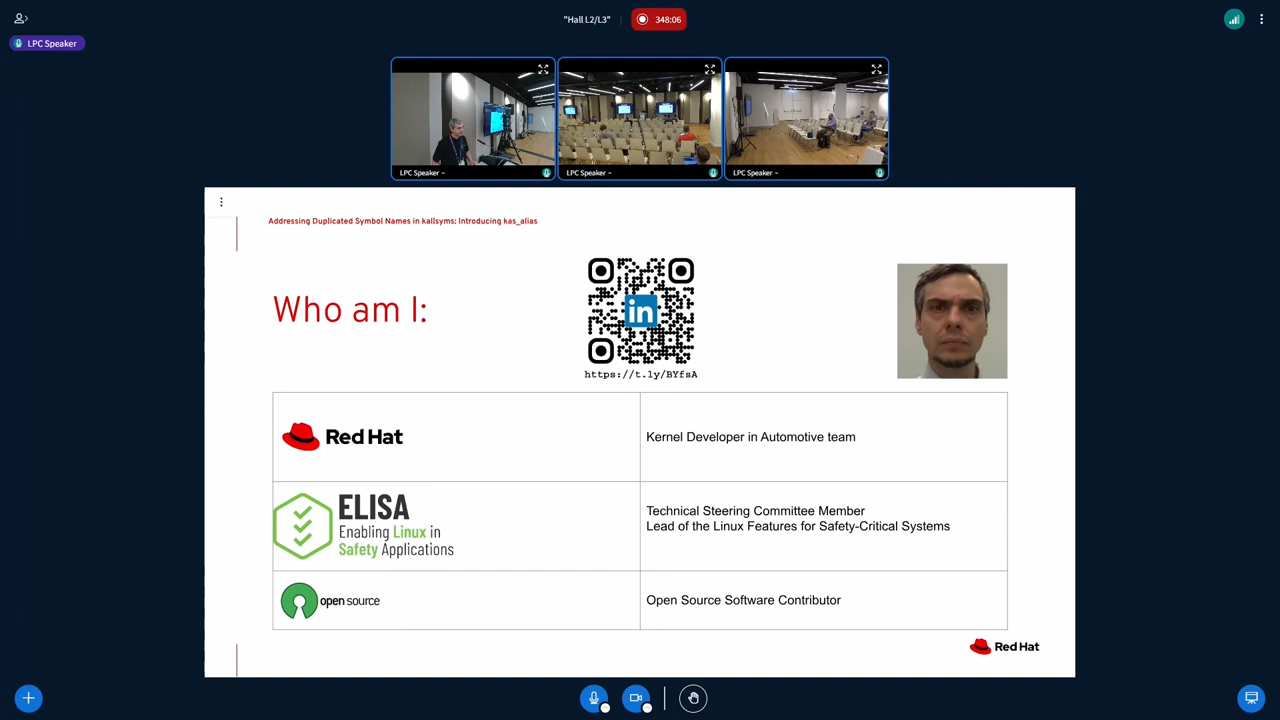 "Hall L2/L3"
348:06
LPC Speaker
LPC Speaker
LPC Speaker
LPC Speaker
Addressing Duplicated Symbol Names in kallsyms: Introducing kas_alias
Who am I:
in
https://t.ly/BYfsA
Red Hat
Kernel Developer in Automotive team
ELISA
Enabling Linux in
Safety Applications
Technical Steering Committee Member
Lead of the Linux Features for Safety-Critical Systems
open source
Open Source Software Contributor
Red Hat